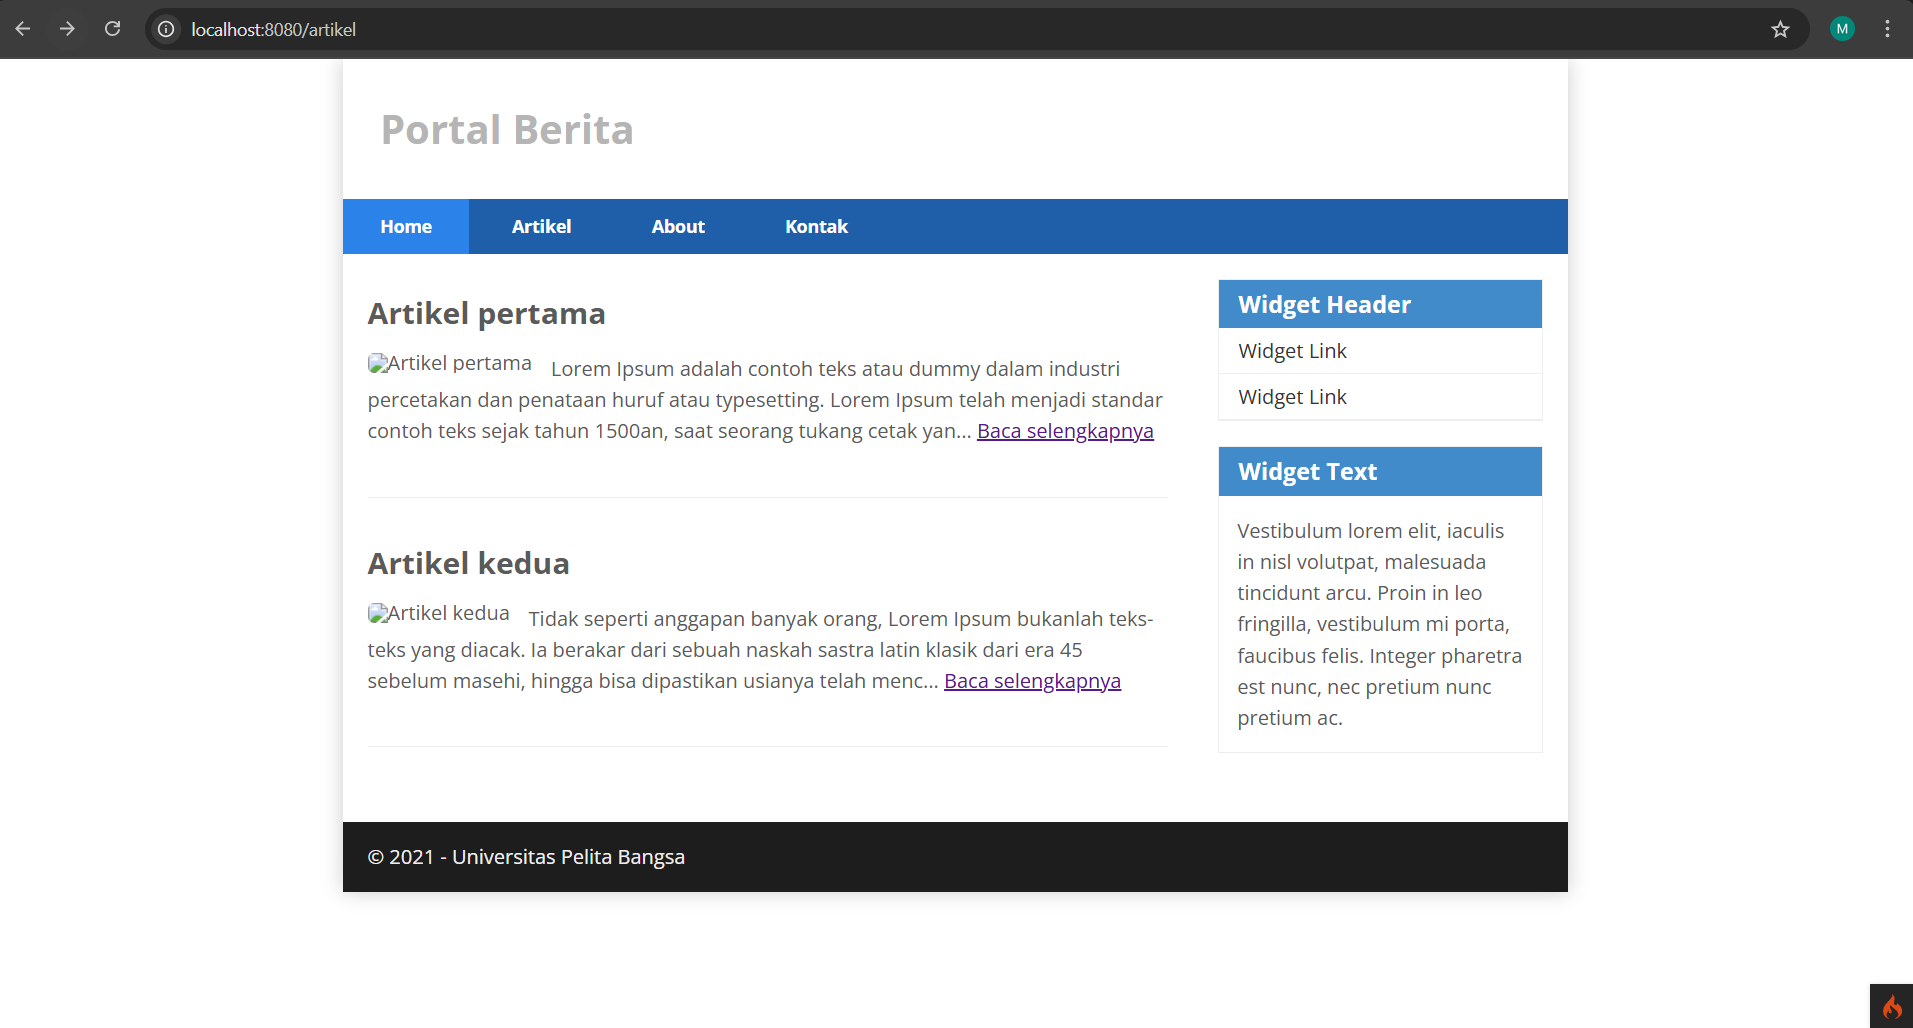 localhost:8080/artikel
M
Portal Berita
Home Artikel About Kontak
Artikel pertama
Artikel pertama Lorem Ipsum adalah contoh teks atau dummy dalam industri
percetakan dan penataan huruf atau typesetting. Lorem Ipsum telah menjadi standar
contoh teks sejak tahun 1500an, saat seorang tukang cetak yan... Baca selengkapnya
Artikel kedua
Artikel kedua Tidak seperti anggapan banyak orang, Lorem Ipsum bukanlah teks-
teks yang diacak. Ia berakar dari sebuah naskah sastra latin klasik dari era 45
sebelum masehi, hingga bisa dipastikan usianya telah menc... Baca selengkapnya
Widget Header
Widget Link
Widget Link
Widget Text
Vestibulum lorem elit, iaculis
in nisl volutpat, malesuada
tincidunt arcu. Proin in leo
fringilla, vestibulum mi porta,
faucibus felis. Integer pharetra
est nunc, nec pretium nunc
pretium ac.
© 2021 - Universitas Pelita Bangsa